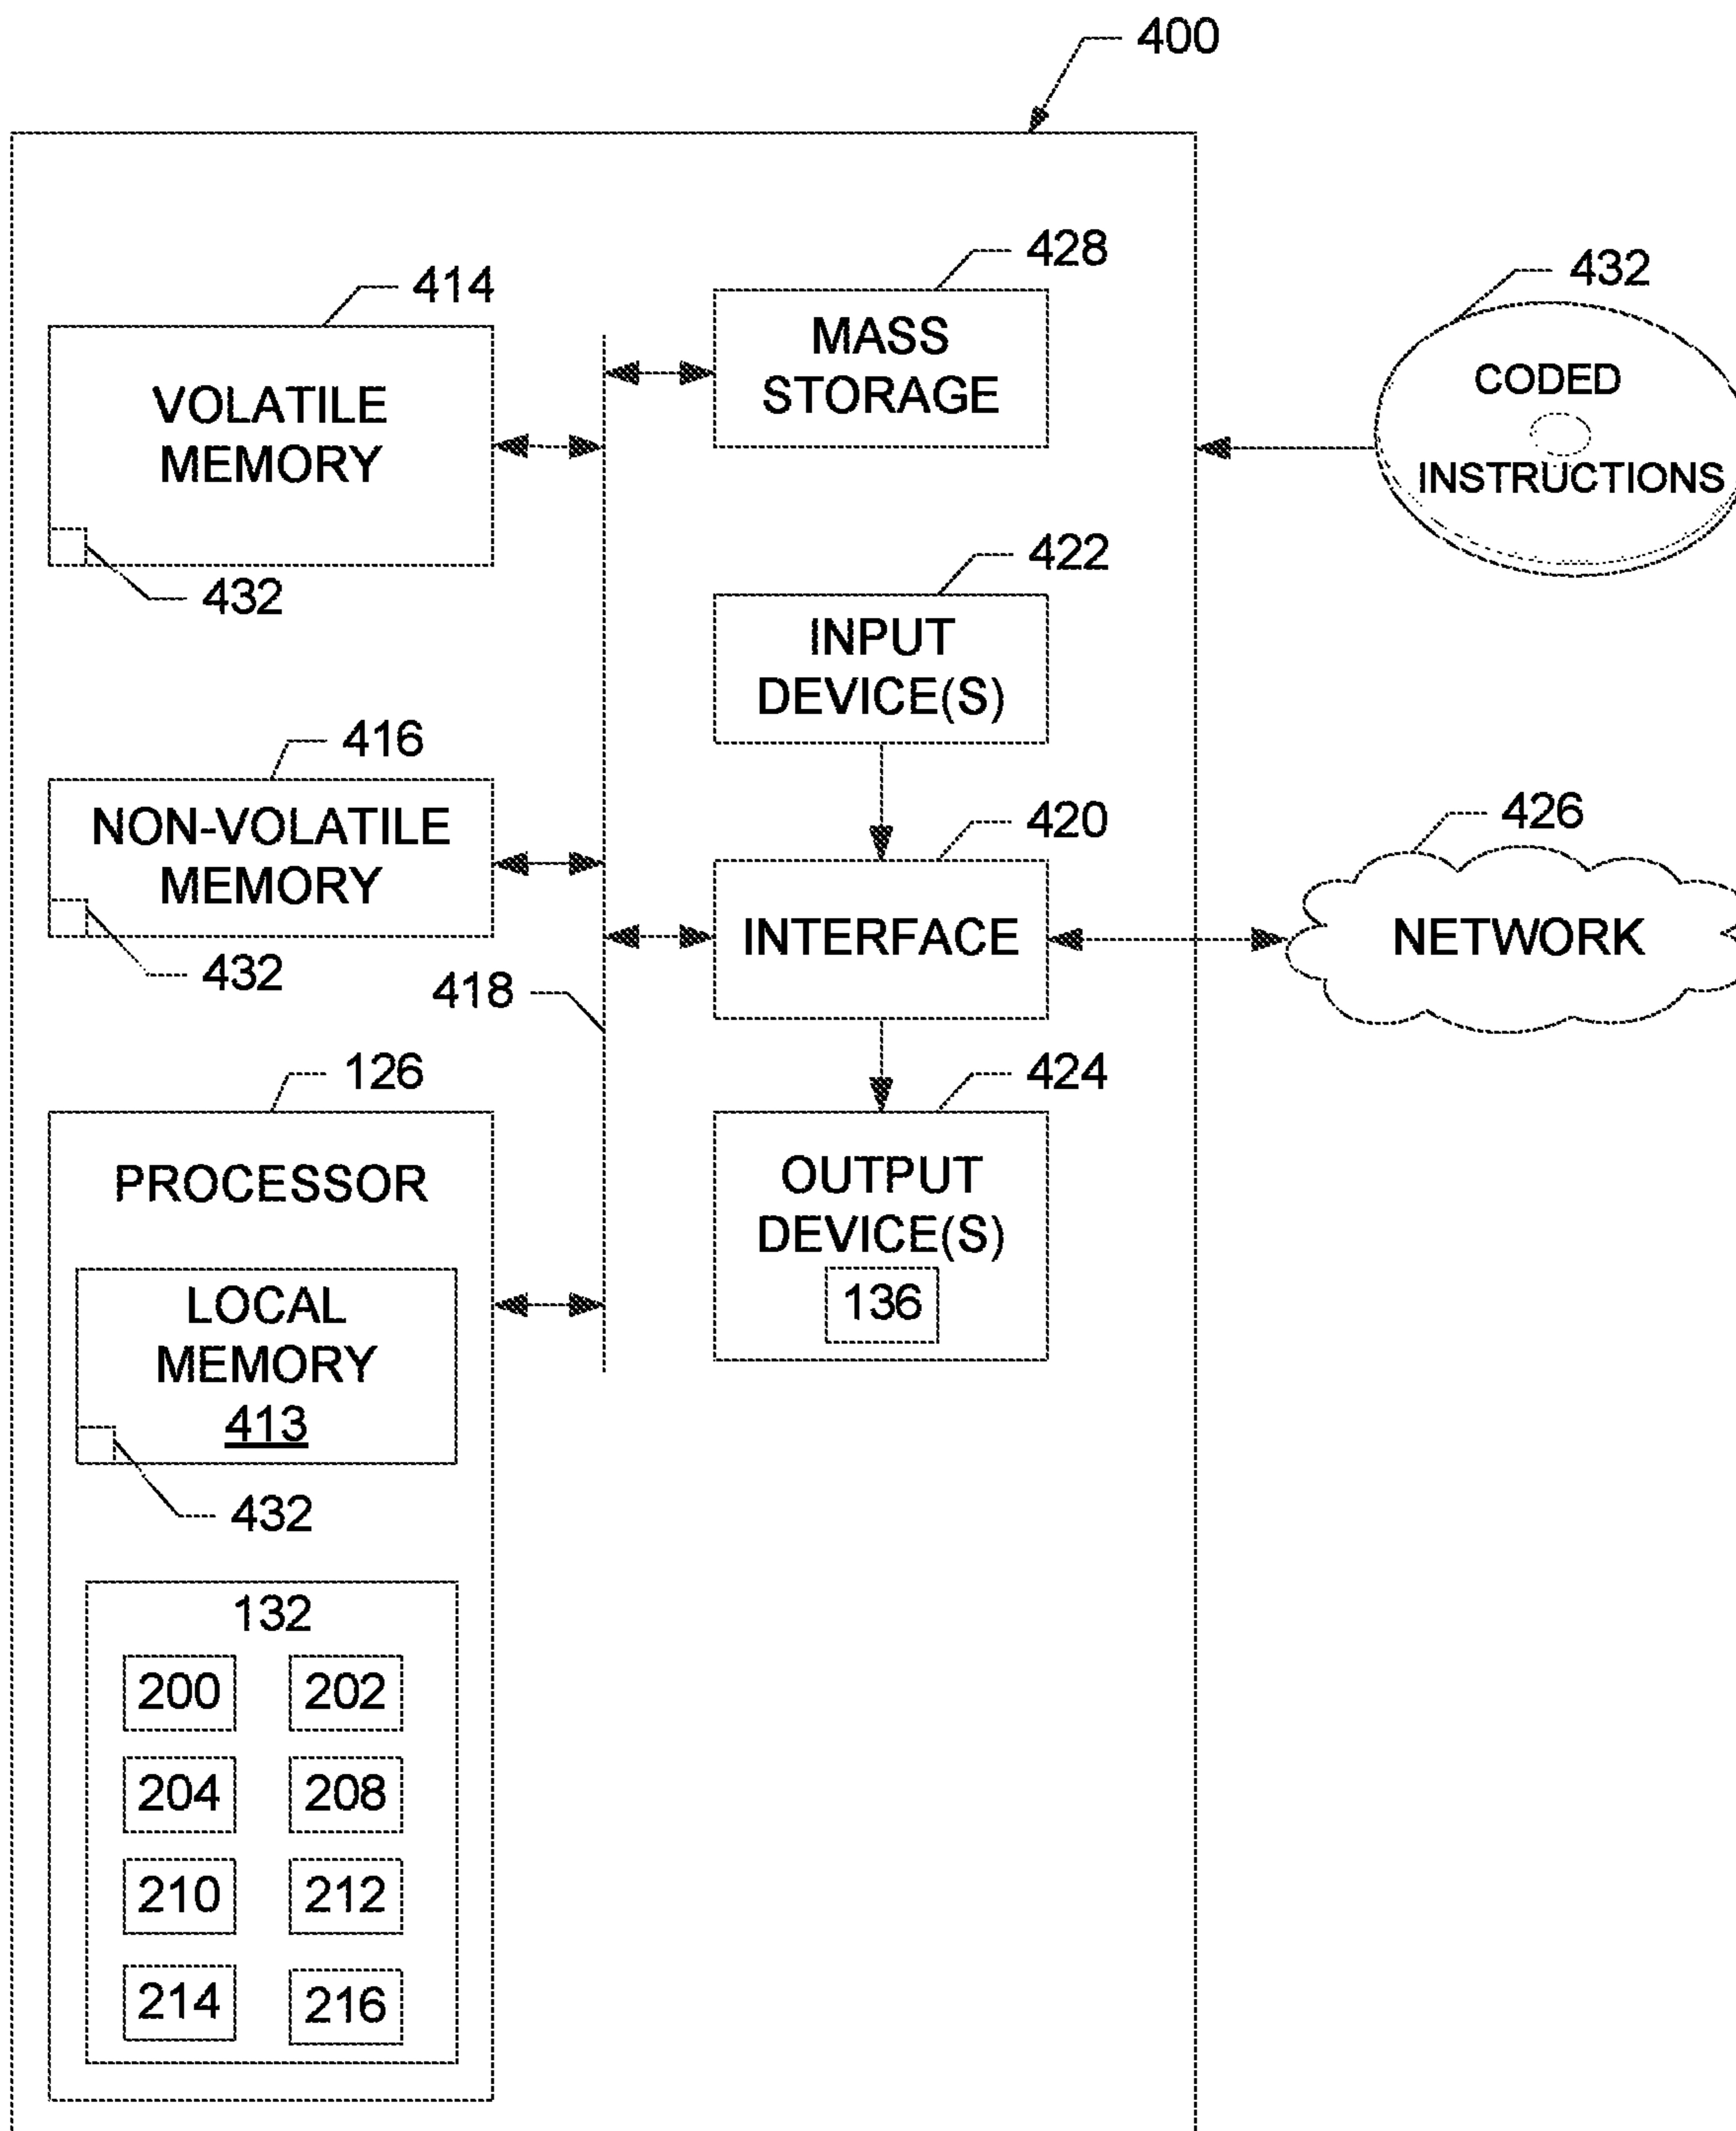 400
414
VOLATILE
MEMORY
432
428
MASS
STORAGE
432
CODED
INSTRUCTIONS
422
INPUT
DEVICE(S)
416
NON-VOLATILE
MEMORY
432
418
420
INTERFACE
426
NETWORK
126
PROCESSOR
LOCAL
MEMORY
413
432
424
OUTPUT
DEVICE(S)
136
132
200 202
204 208
210 212
214 216